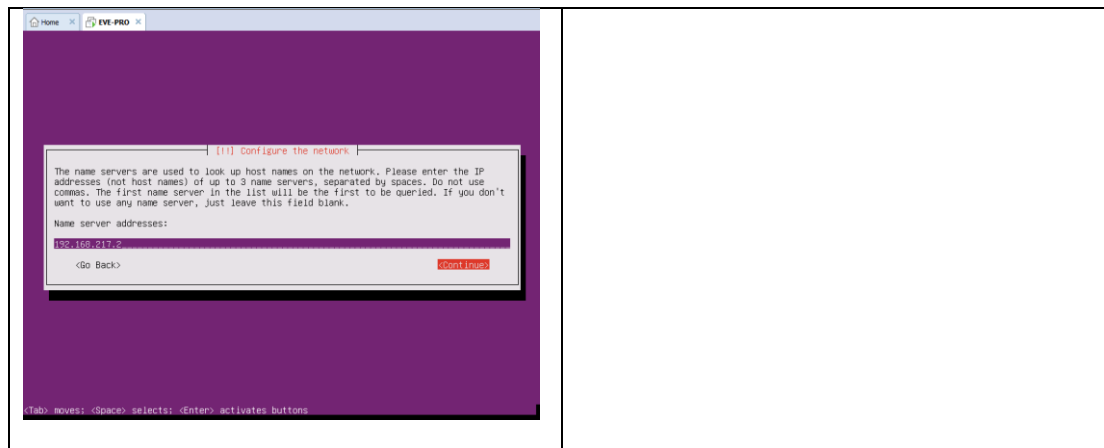 Home × EVE-PRO ×
[!!] Configure the network
The name servers are used to look up host names on the network. Please enter the IP
addresses (not host names) of up to 3 name servers, separated by spaces. Do not use
commas. The first name server in the list will be the first to be queried. If you don't
want to use any name server, just leave this field blank.
Name server addresses:
192.168.217.2
<Go Back> <Continue>
<Tab> moves; <Space> selects; <Enter> activates buttons